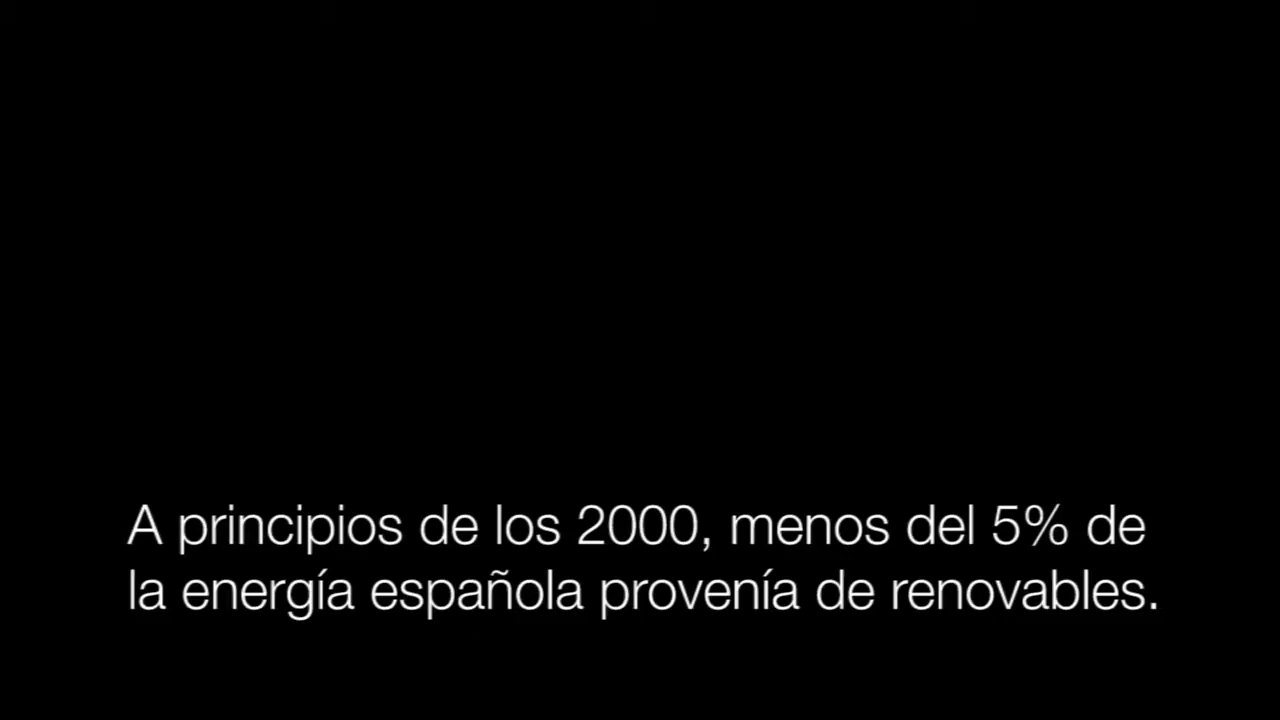 A principios de los 2000, menos del 5% de
la energía española provenía de renovables.